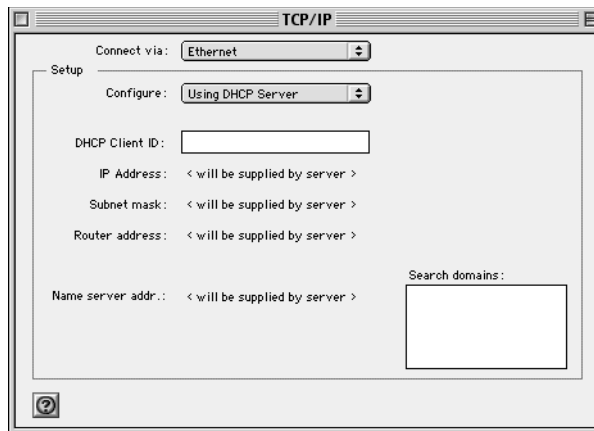 TCP/IP
Connect via: Ethernet
Setup
Configure: Using DHCP Server
DHCP Client ID:
IP Address: < will be supplied by server >
Subnet mask: < will be supplied by server >
Router address: < will be supplied by server >
Search domains:
Name server addr.: < will be supplied by server >
?